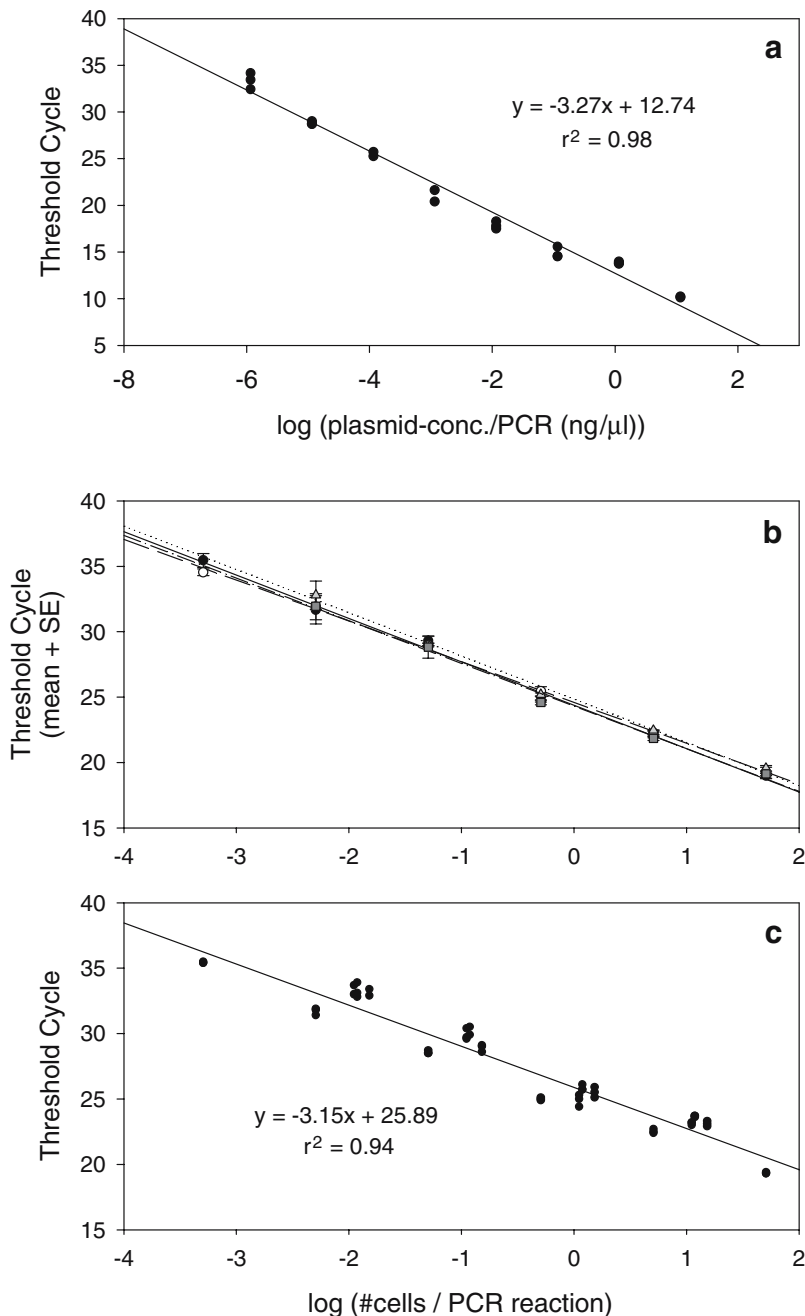 40
35
30
25
20
15
10
5
Threshold Cycle
a
y = -3.27x + 12.74
r² = 0.98
-8 -6 -4 -2 0 2
log (plasmid-conc./PCR (ng/μl))
40
35
30
25
20
15
Threshold Cycle
(mean + SE)
b
-4 -3 -2 -1 0 1 2
40
35
30
25
20
15
Threshold Cycle
c
y = -3.15x + 25.89
r² = 0.94
-4 -3 -2 -1 0 1 2
log (#cells / PCR reaction)